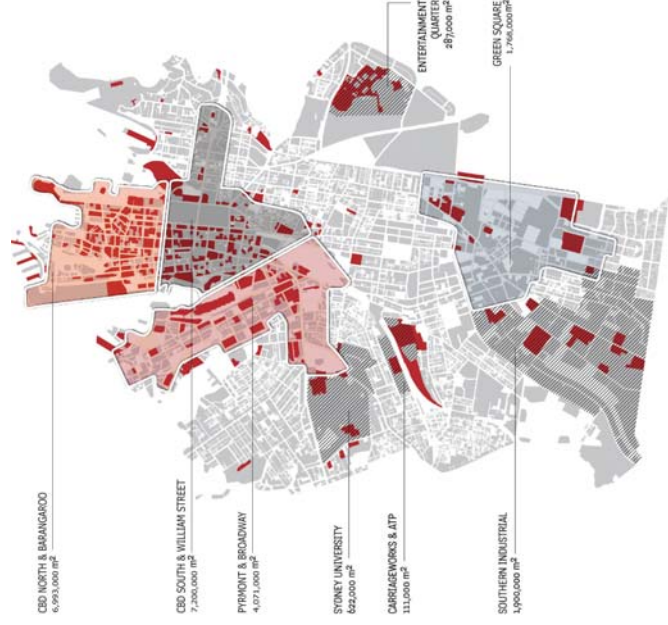 CBD NORTH & BARANGAROO
6,993,000 m²
CBD SOUTH & WILLIAM STREET
7,200,000 m²
PYRMONT & BROADWAY
4,071,000 m²
SYDNEY UNIVERSITY
622,000 m²
CARRIAGEWORKS & ATP
111,000 m²
SOUTHERN INDUSTRIAL
1,900,000 m²
ENTERTAINMENT
QUARTER
287,000 m²
GREEN SQUARE
1,768,000 m²